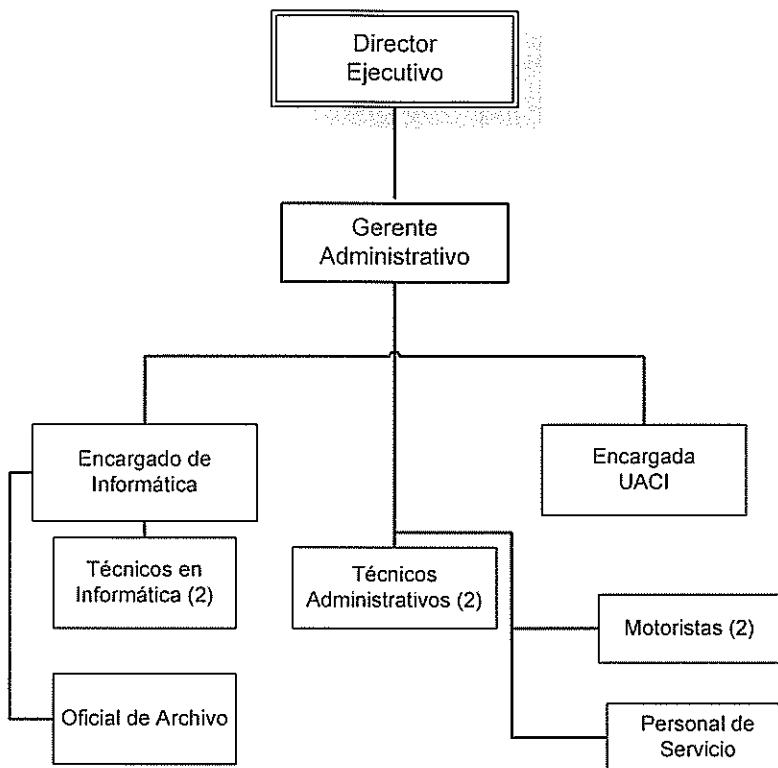 Director
Ejecutivo
Gerente
Administrativo
Encargado de
Informática
Encargada
UACI
Técnicos en
Informática (2)
Técnicos
Administrativos (2)
Motoristas (2)
Oficial de Archivo
Personal de
Servicio